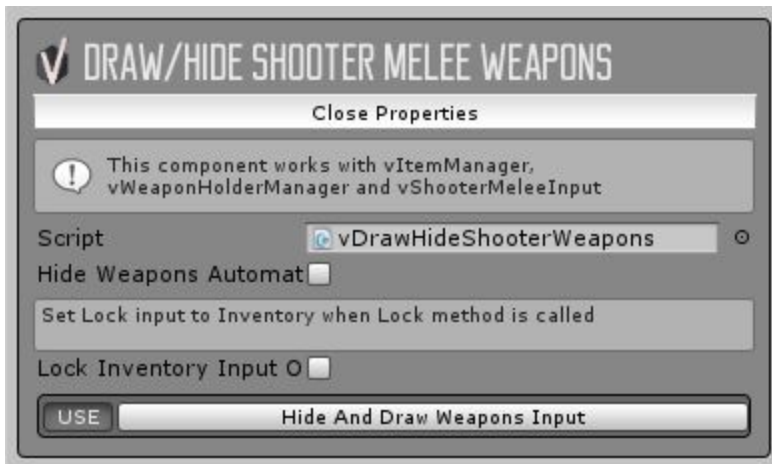 DRAW/HIDE SHOOTER MELEE WEAPONS
Close Properties
This component works with vItemManager,
vWeaponHolderManager and vShooterMeleeInput
Script vDrawHideShooterWeapons
Hide Weapons Automat
Set Lock input to Inventory when Lock method is called
Lock Inventory Input O
USE Hide And Draw Weapons Input